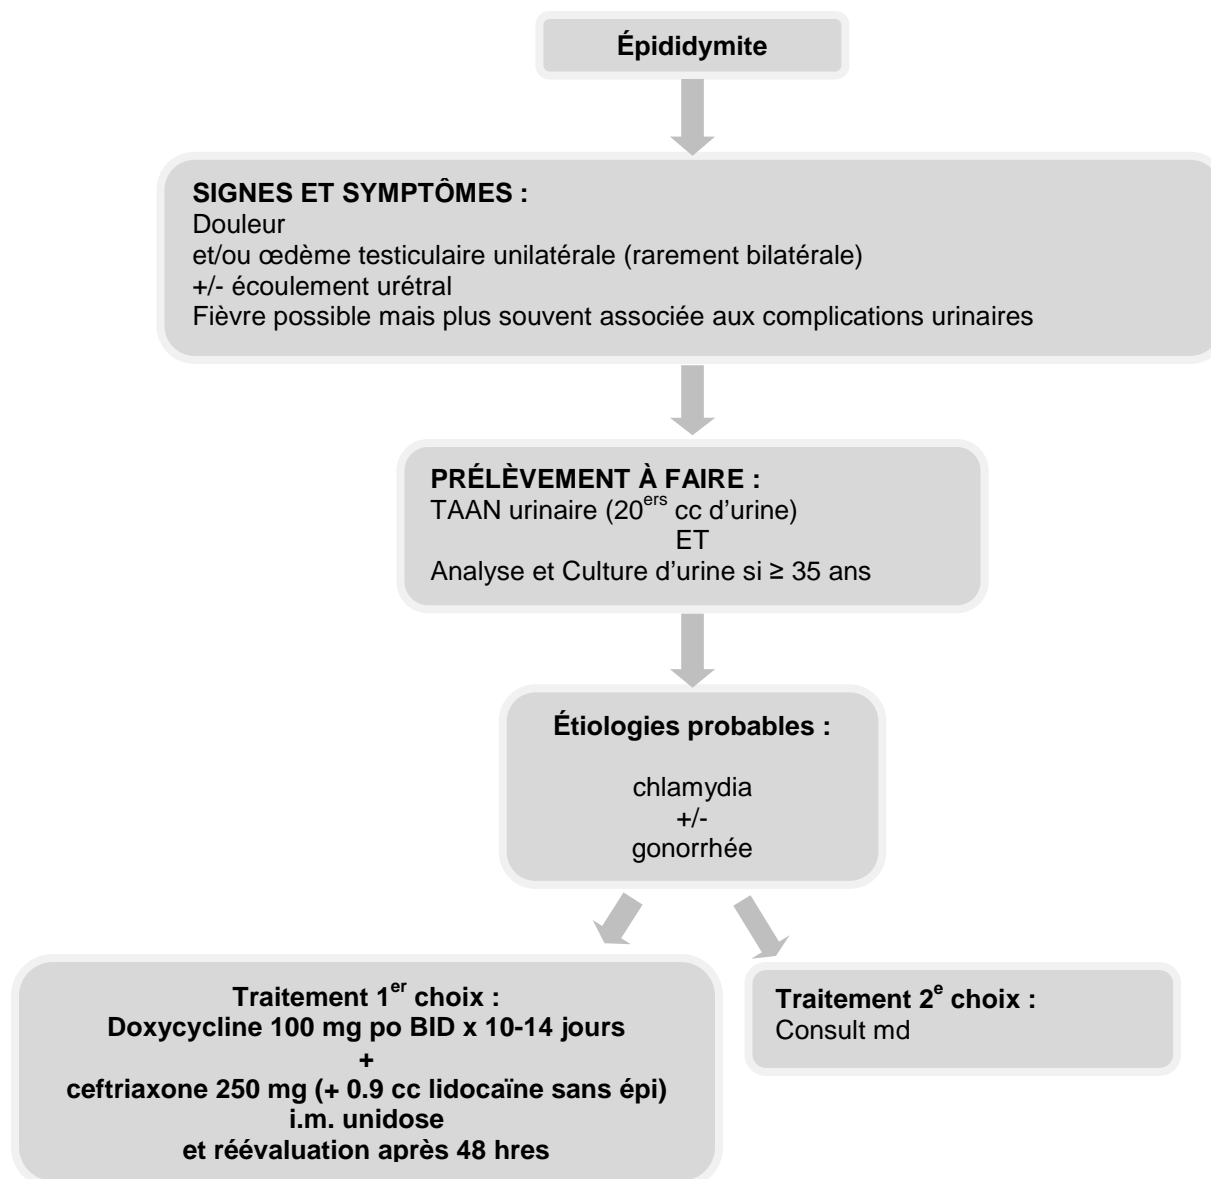 Épididymite
SIGNES ET SYMPTÔMES :
Douleur
et/ou œdème testiculaire unilatérale (rarement bilatérale)
+/- écoulement urétral
Fièvre possible mais plus souvent associée aux complications urinaires
PRÉLÈVEMENT À FAIRE :
TAAN urinaire (20ers cc d’urine)
ET
Analyse et Culture d’urine si ≥ 35 ans
Étiologies probables :
chlamydia
+/-
gonorrhée
Traitement 1er choix :
Doxycycline 100 mg po BID x 10-14 jours
+
ceftriaxone 250 mg (+ 0.9 cc lidocaïne sans épi)
i.m. unidose
et réévaluation après 48 hres
Traitement 2e choix :
Consult md